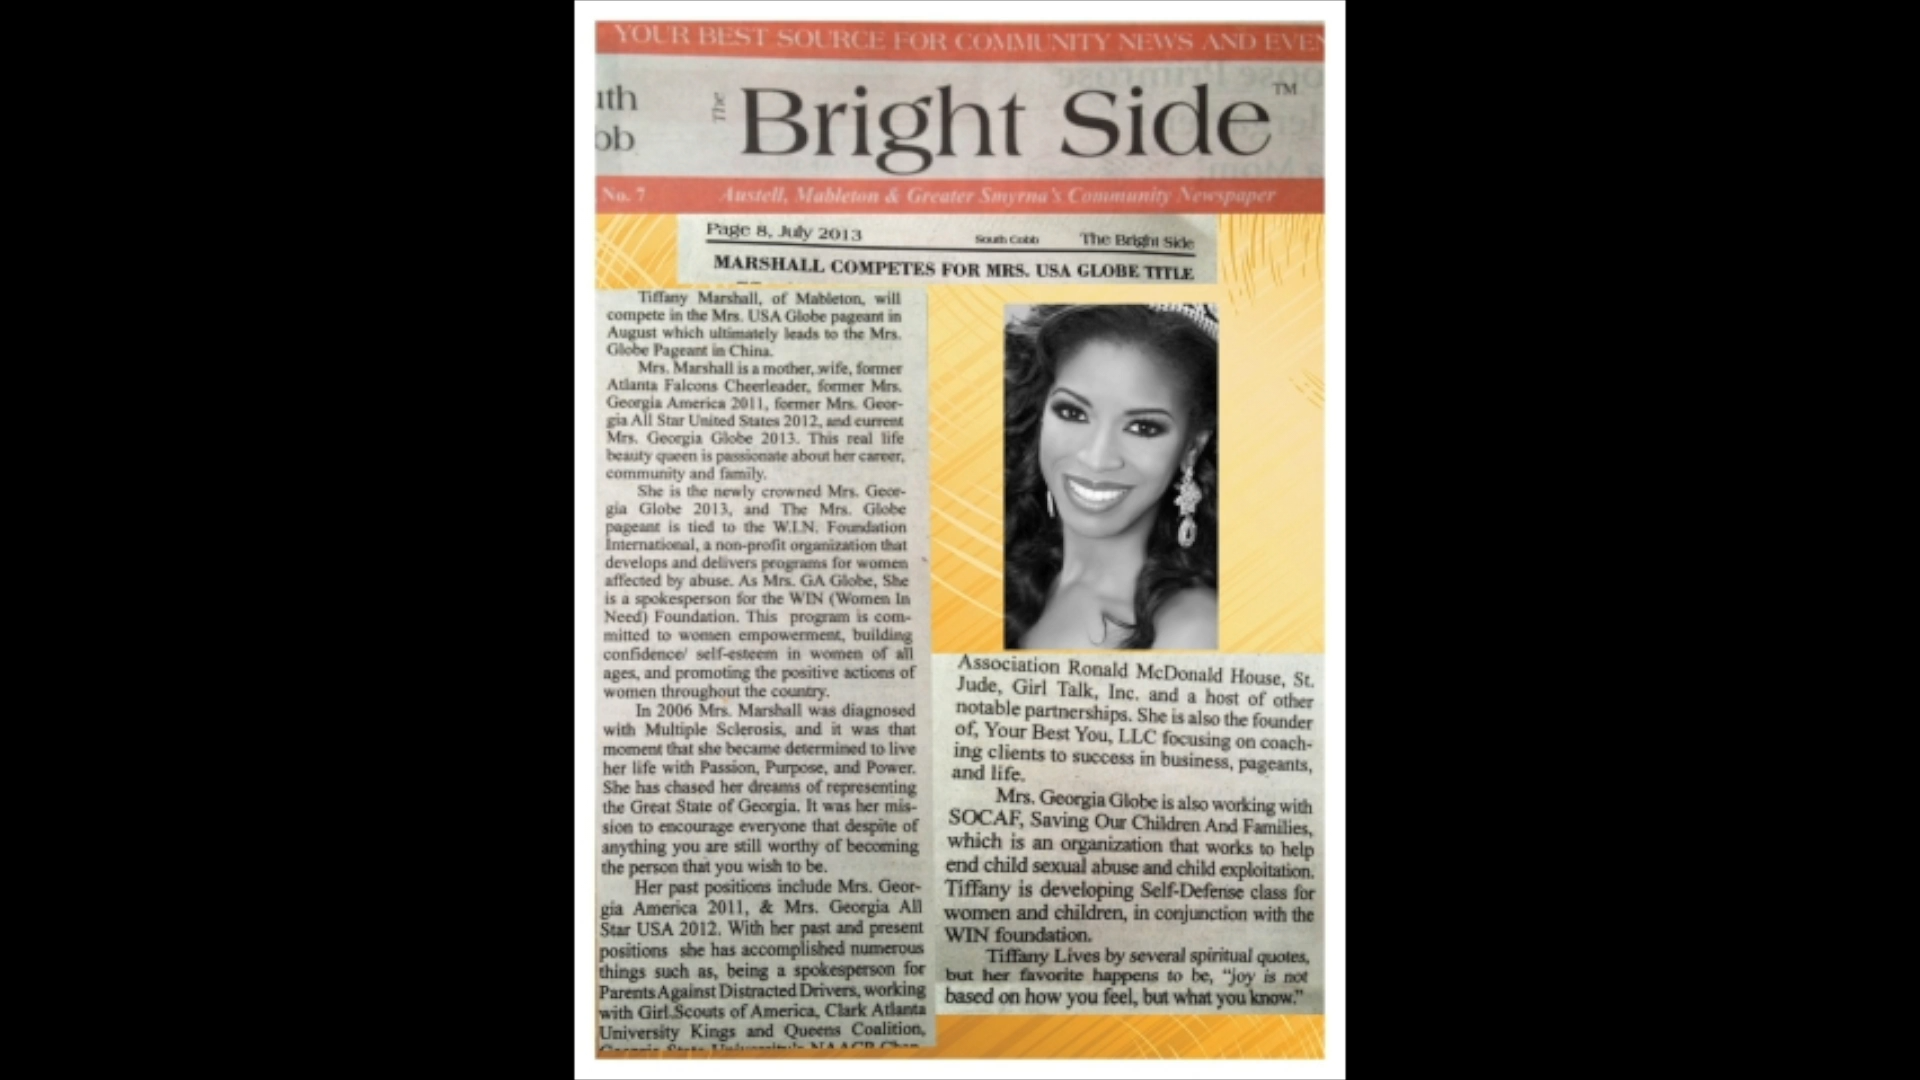 YOUR BEST SOURCE FOR COMMUNITY NEWS AND EVEN
uth
ob
The Bright Side™
No. 7 Austell, Mableton & Greater Smyrna's Community Newspaper
Page 8, July 2013 South Cobb The Bright Side
MARSHALL COMPETES FOR MRS. USA GLOBE TITLE
Tiffany Marshall, of Mableton, will
compete in the Mrs. USA Globe pageant in
August which ultimately leads to the Mrs.
Globe Pageant in China.
Mrs. Marshall is a mother, wife, former
Atlanta Falcons Cheerleader, former Mrs.
Georgia America 2011, former Mrs. Geor-
gia All Star United States 2012, and current
Mrs. Georgia Globe 2013. This real life
beauty queen is passionate about her career,
community and family.
She is the newly crowned Mrs. Geor-
gia Globe 2013, and The Mrs. Globe
pageant is tied to the W.I.N. Foundation
International, a non-profit organization that
develops and delivers programs for women
affected by abuse. As Mrs. GA Globe, She
is a spokesperson for the WIN (Women In
Need) Foundation. This program is com-
mitted to women empowerment, building
confidence/ self-esteem in women of all
ages, and promoting the positive actions of
women throughout the country.
In 2006 Mrs. Marshall was diagnosed
with Multiple Sclerosis, and it was that
moment that she became determined to live
her life with Passion, Purpose, and Power.
She has chased her dreams of representing
the Great State of Georgia. It was her mis-
sion to encourage everyone that despite of
anything you are still worthy of becoming
the person that you wish to be.
Her past positions include Mrs. Geor-
gia America 2011, & Mrs. Georgia All
Star USA 2012. With her past and present
positions she has accomplished numerous
things such as, being a spokesperson for
Parents Against Distracted Drivers, working
with Girl Scouts of America, Clark Atlanta
University Kings and Queens Coalition,
Georgia State University's NAACP Chap-
Association Ronald McDonald House, St.
Jude, Girl Talk, Inc. and a host of other
notable partnerships. She is also the founder
of, Your Best You, LLC focusing on coach-
ing clients to success in business, pageants,
and life.
Mrs. Georgia Globe is also working with
SOCAF, Saving Our Children And Families,
which is an organization that works to help
end child sexual abuse and child exploitation.
Tiffany is developing Self-Defense class for
women and children, in conjunction with the
WIN foundation.
Tiffany Lives by several spiritual quotes,
but her favorite happens to be, "joy is not
based on how you feel, but what you know."